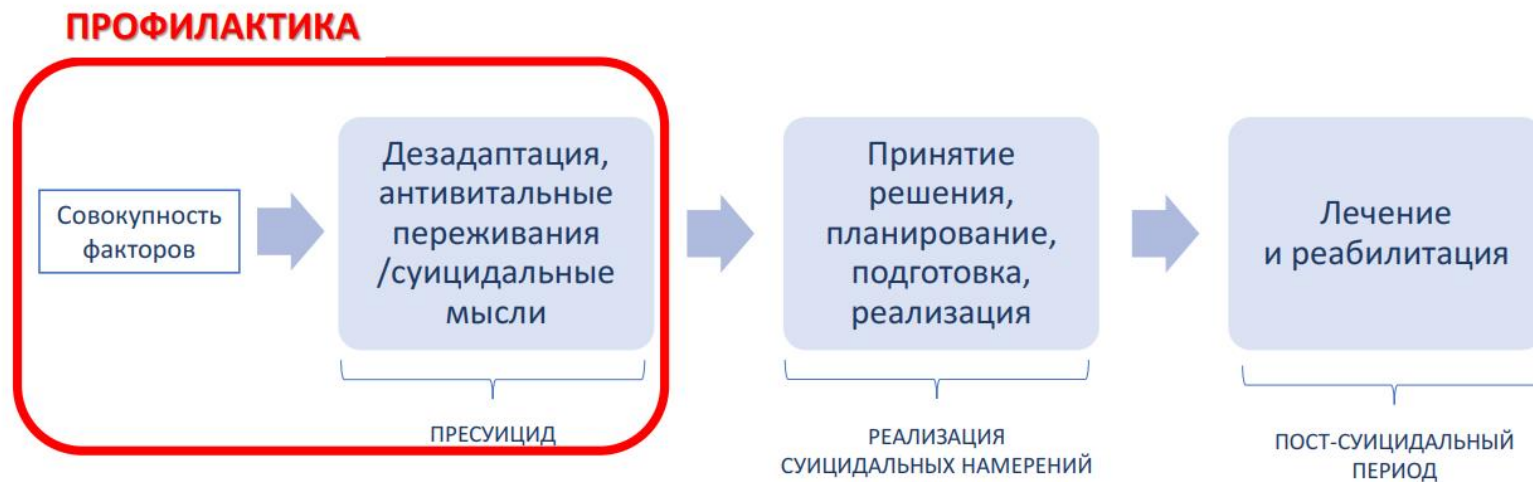 ПРОФИЛАКТИКА
Совокупность
факторов
Дезадаптация,
антивитальные
переживания
/суицидальные
мысли
ПРЕСУИЦИД
Принятие
решения,
планирование,
подготовка,
реализация
РЕАЛИЗАЦИЯ
СУИЦИДАЛЬНЫХ НАМЕРЕНИЙ
Лечение
и реабилитация
ПОСТ-СУИЦИДАЛЬНЫЙ
ПЕРИОД